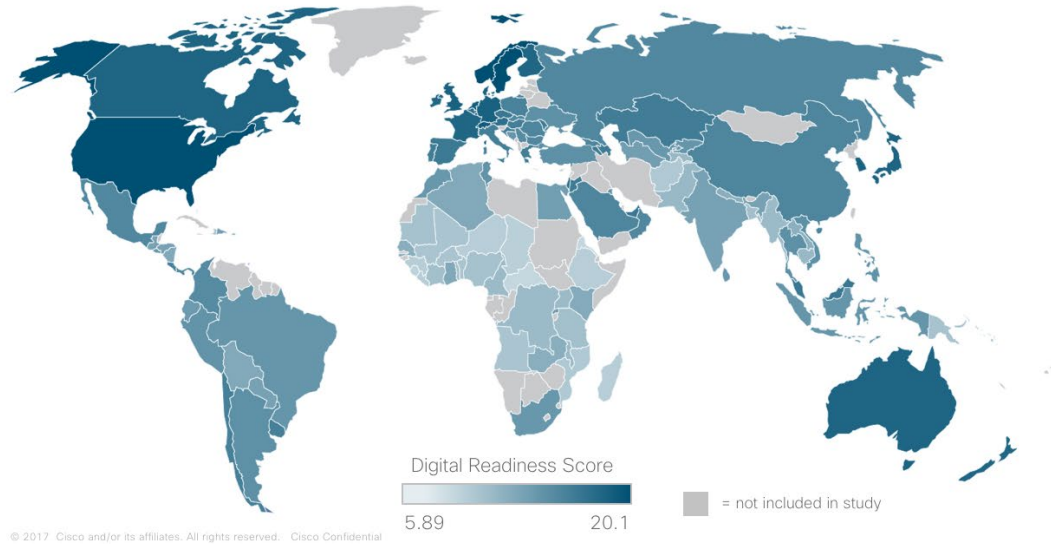 Digital Readiness Score
5.89 20.1
= not included in study
© 2017 Cisco and/or its affiliates. All rights reserved. Cisco Confidential